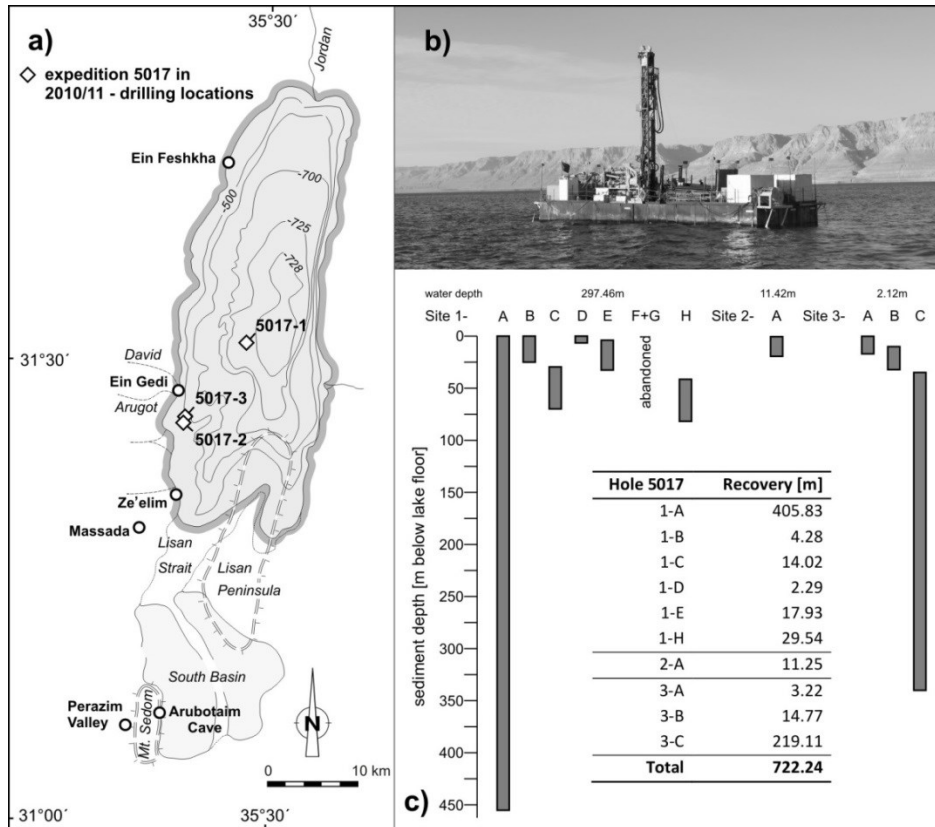 a)
35°30´
Jordan
expedition 5017 in
2010/11 - drilling locations
Ein Feshkha
-500
-700
-725
-728
5017-1
31°30´
David
Ein Gedi
Arugot
5017-3
5017-2
Ze'elim
Massada
Lisan
Strait
Lisan
Peninsula
South Basin
Perazim
Valley
Mt. Sedom
Arubotaim
Cave
N
0 10 km
31°00´
35°30´
b)
water depth 297.46m 11.42m 2.12m
Site 1- A B C D E F+G H Site 2- A Site 3- A B C
abandoned
sediment depth [m below lake floor]
0
50
100
150
200
250
300
350
400
450
Hole 5017 Recovery [m]
1-A 405.83
1-B 4.28
1-C 14.02
1-D 2.29
1-E 17.93
1-H 29.54
2-A 11.25
3-A 3.22
3-B 14.77
3-C 219.11
Total 722.24
c)